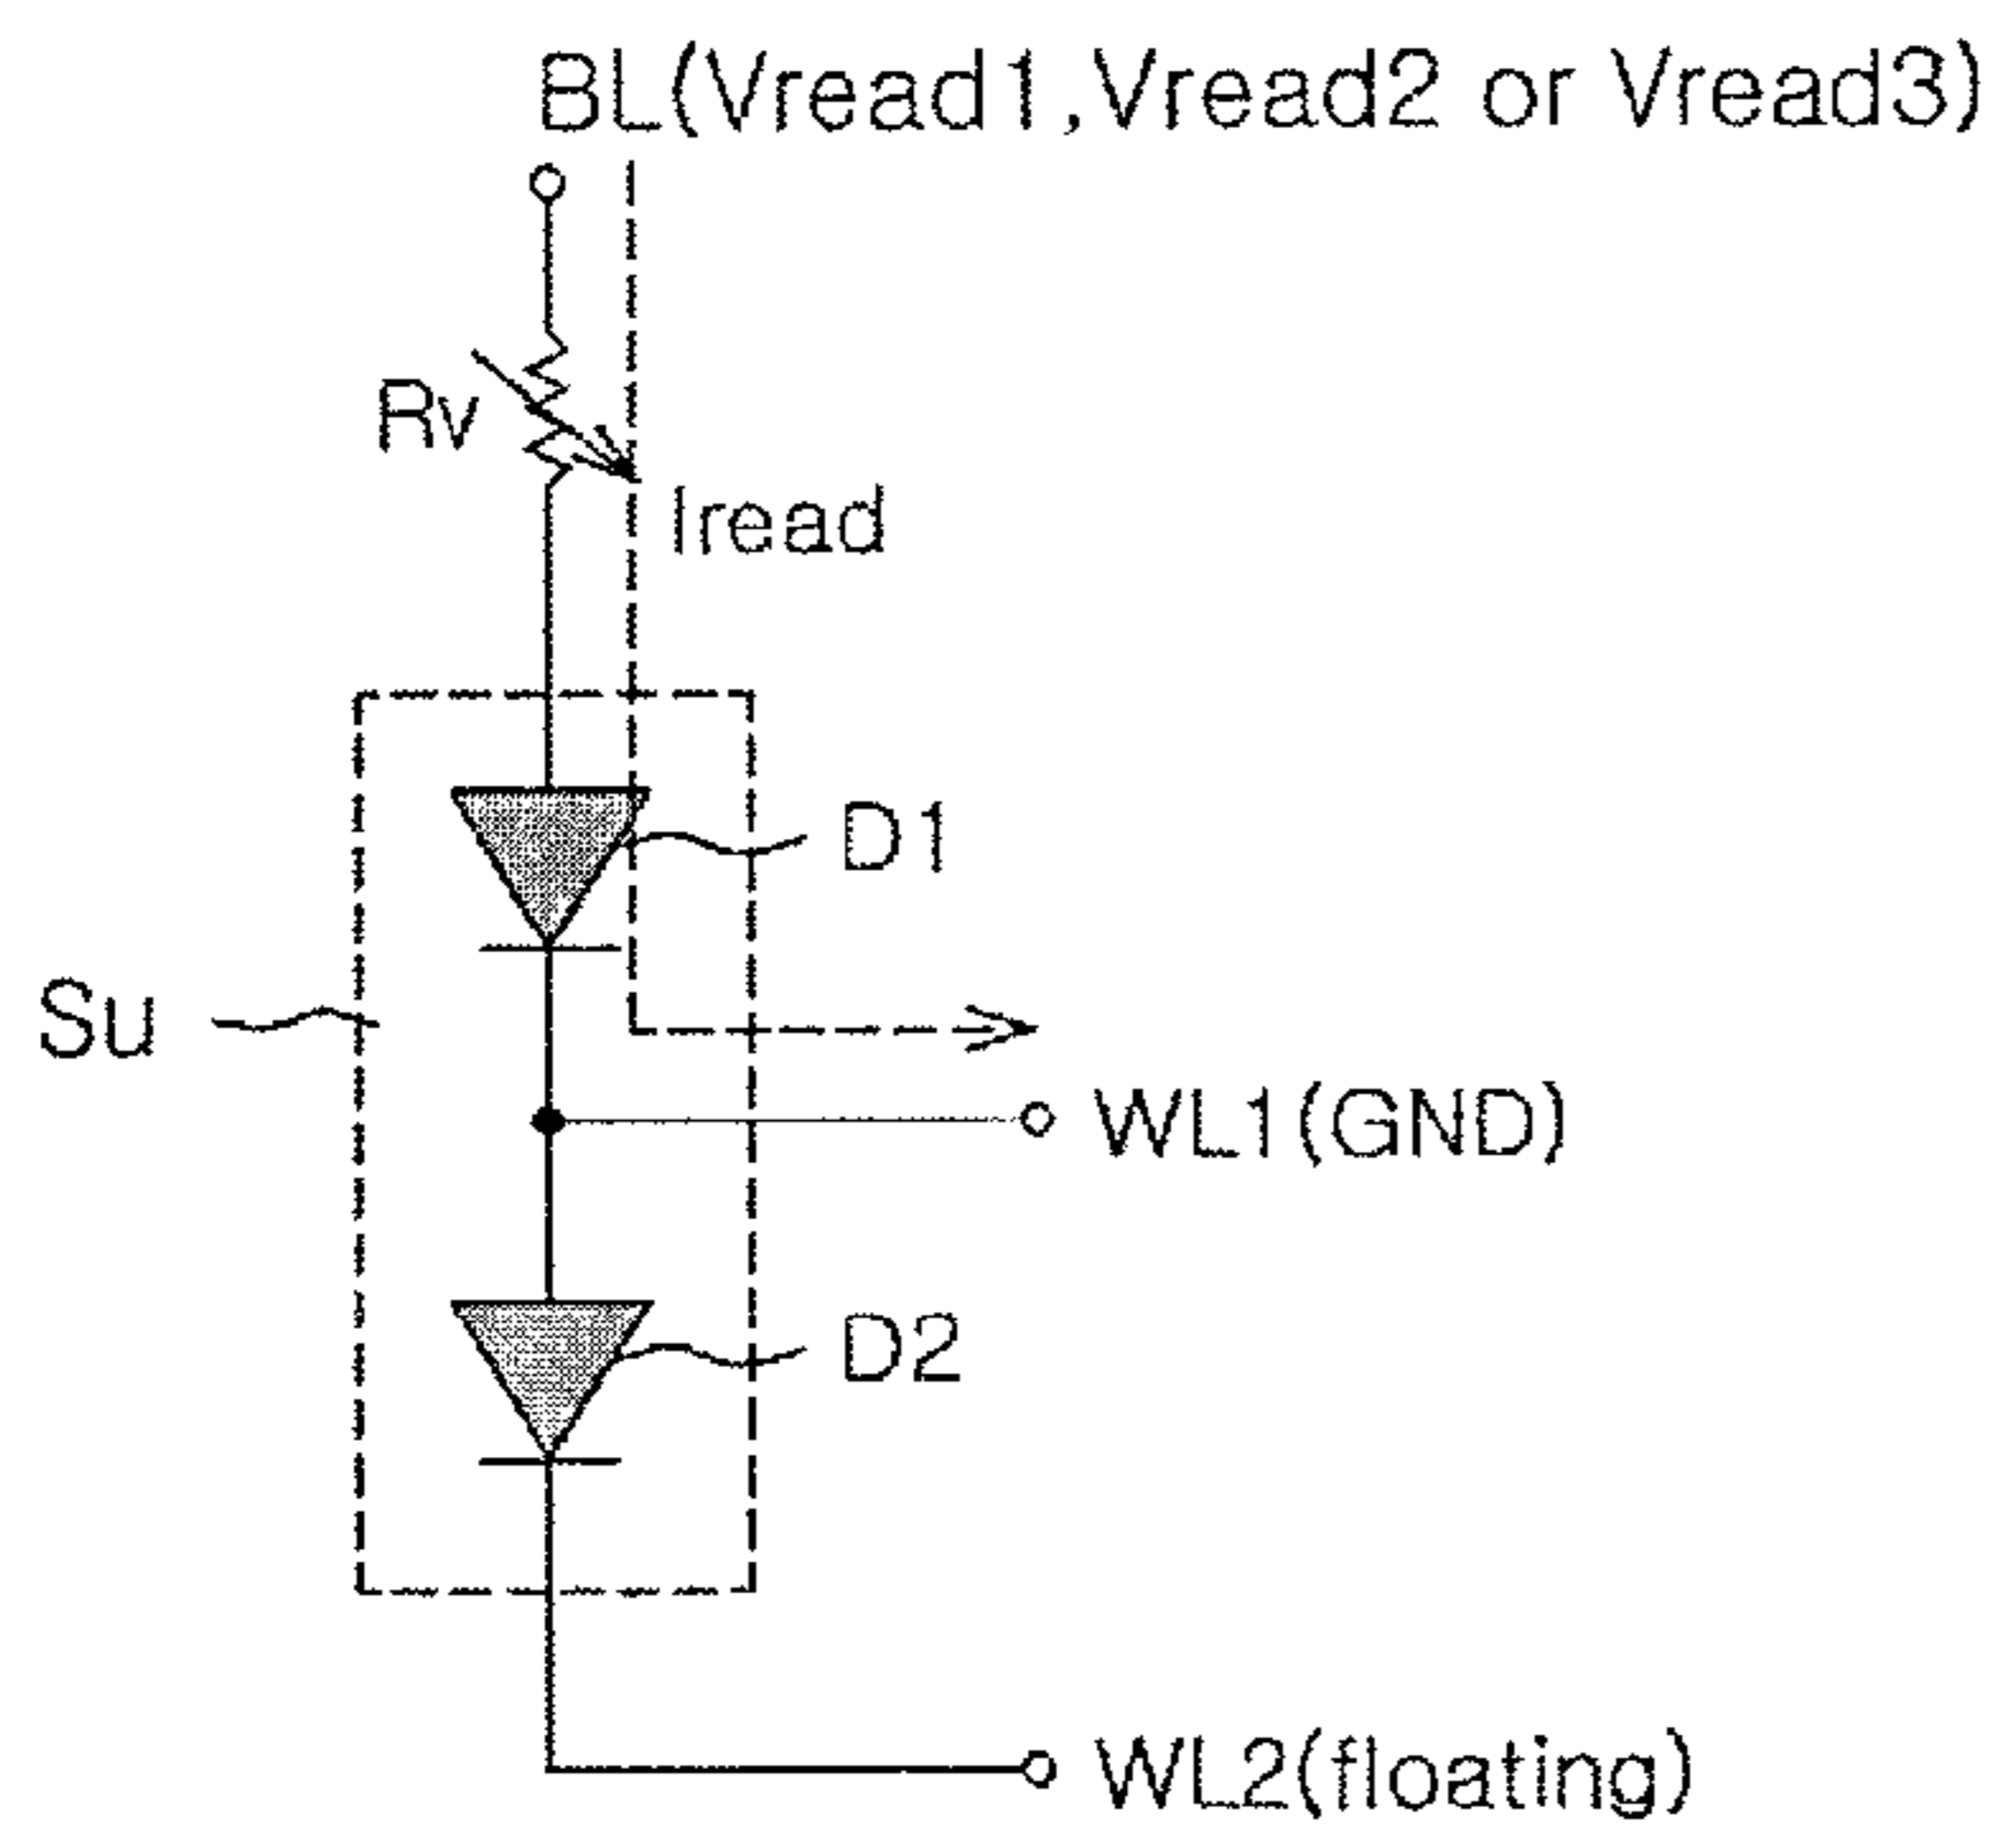 BL(Vread1,Vread2 or Vread3)
Rv
Iread
D1
Su
WL1(GND)
D2
WL2(floating)